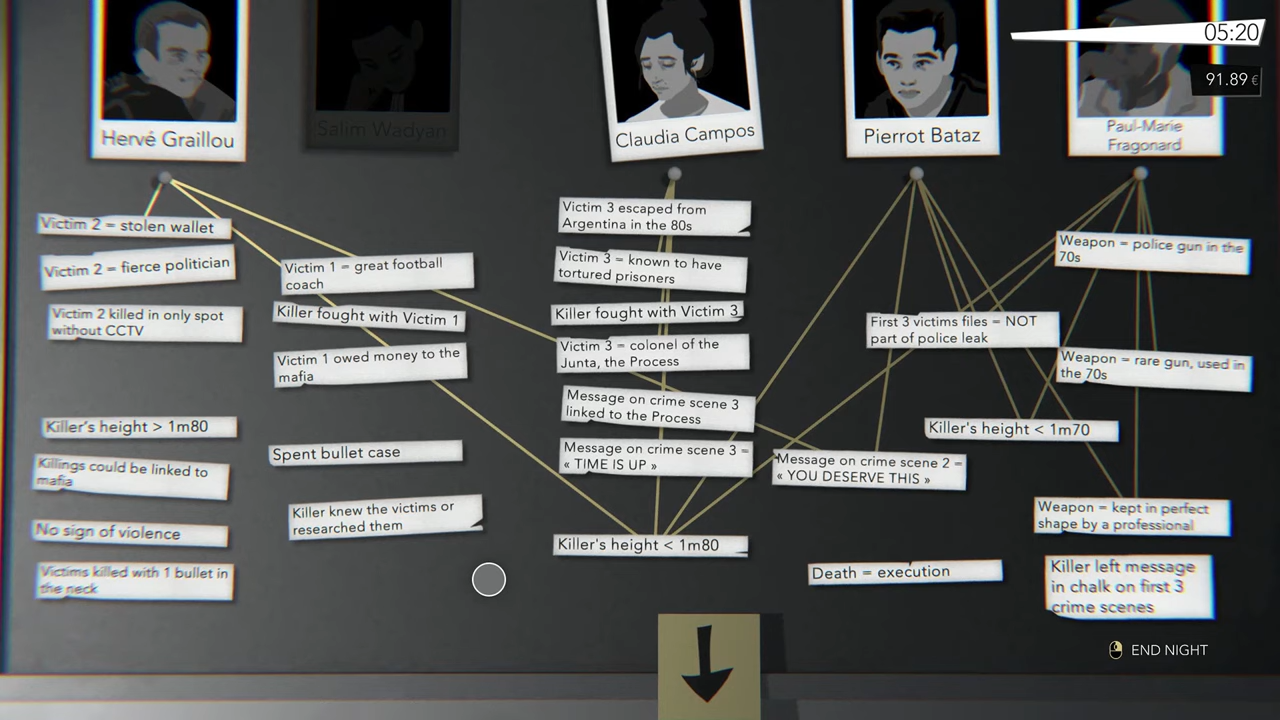 05:20
91.89 €
Hervé Graillou
Salim Wadyan
Claudia Campos
Pierrot Bataz
Paul-Marie
Fragonard
Victim 2 = stolen wallet
Victim 2 = fierce politician
Victim 2 killed in only spot
without CCTV
Killer's height > 1m80
Killings could be linked to
mafia
No sign of violence
Victims killed with 1 bullet in
the neck
Victim 1 = great football
coach
Killer fought with Victim 1
Victim 1 owed money to the
mafia
Spent bullet case
Killer knew the victims or
researched them
Victim 3 escaped from
Argentina in the 80s
Victim 3 = known to have
tortured prisoners
Killer fought with Victim 3
Victim 3 = colonel of the
Junta, the Process
Message on crime scene 3
linked to the Process
Message on crime scene 3 =
« TIME IS UP »
Killer's height < 1m80
Message on crime scene 2 =
« YOU DESERVE THIS »
Death = execution
First 3 victims files = NOT
part of police leak
Killer's height < 1m70
Weapon = police gun in the
70s
Weapon = rare gun, used in
the 70s
Weapon = kept in perfect
shape by a professional
Killer left message
in chalk on first 3
crime scenes
END NIGHT